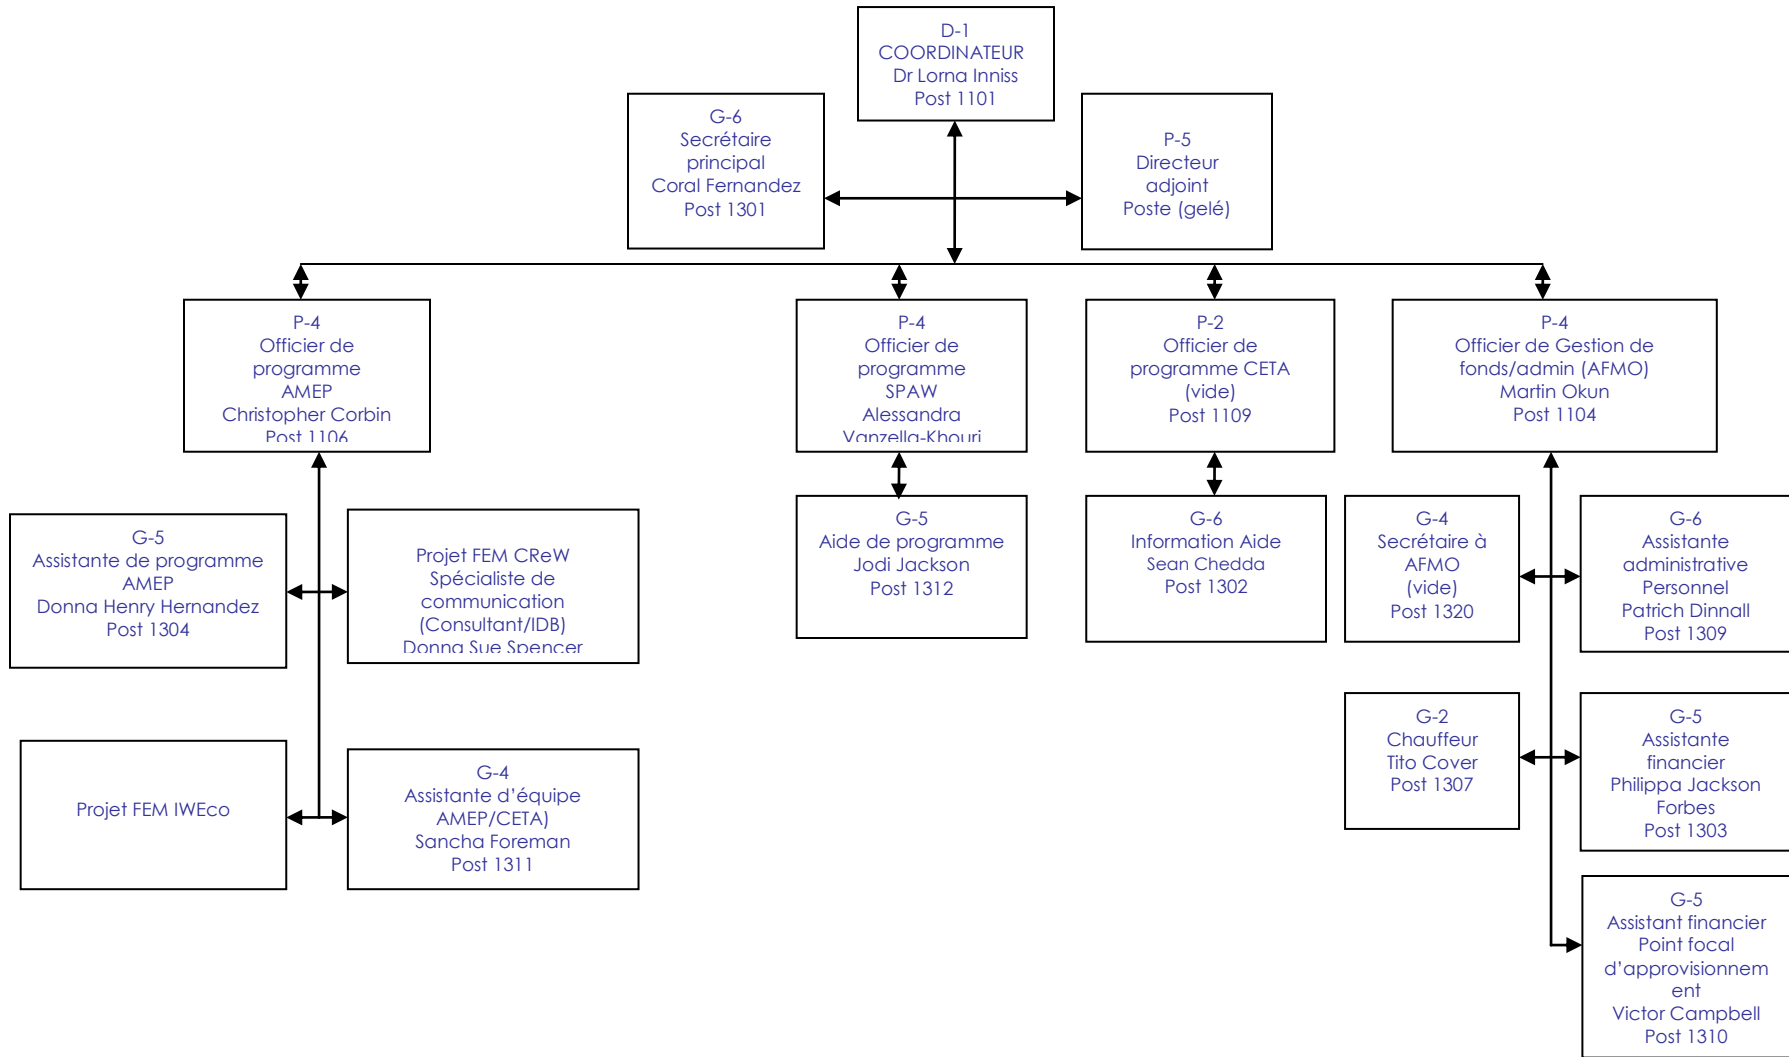 D-1
COORDINATEUR
Dr Lorna Inniss
Post 1101
G-6
Secrétaire
principal
Coral Fernandez
Post 1301
P-5
Directeur
adjoint
Poste (gelé)
P-4
Officier de
programme
AMEP
Christopher Corbin
Post 1106
P-4
Officier de
programme
SPAW
Alessandra
Vanzella-Khouri
P-2
Officier de
programme CETA
(vide)
Post 1109
P-4
Officier de Gestion de
fonds/admin (AFMO)
Martin Okun
Post 1104
G-5
Assistante de programme
AMEP
Donna Henry Hernandez
Post 1304
Projet FEM CReW
Spécialiste de
communication
(Consultant/IDB)
Donna Sue Spencer
G-5
Aide de programme
Jodi Jackson
Post 1312
G-6
Information Aide
Sean Chedda
Post 1302
G-4
Secrétaire à
AFMO
(vide)
Post 1320
G-6
Assistante
administrative
Personnel
Patrich Dinnall
Post 1309
Projet FEM IWEco
G-4
Assistante d'équipe
AMEP/CETA)
Sancha Foreman
Post 1311
G-2
Chauffeur
Tito Cover
Post 1307
G-5
Assistante
financier
Philippa Jackson
Forbes
Post 1303
G-5
Assistant financier
Point focal
d'approvisionnem
ent
Victor Campbell
Post 1310